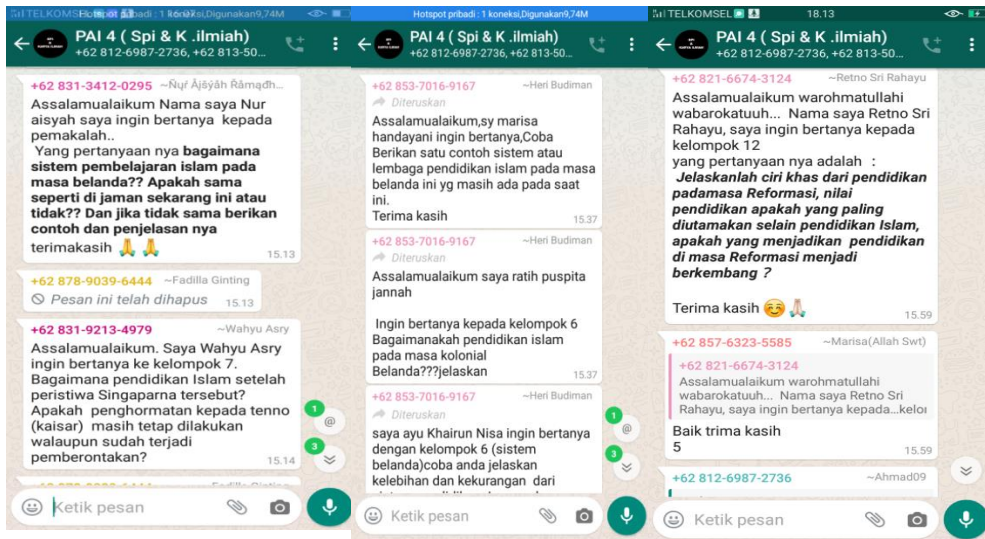 TELKOMSEL
Hotspot pribadi : 1 koneksi,Digunakan9,74M
PAI 4 ( Spi & K .ilmiah)
+62 812-6987-2736, +62 813-50...
+62 831-3412-0295
Assalamualaikum Nama saya Nur
aisyah saya ingin bertanya kepada
pemakalah..
Yang pertanyaan nya bagaimana
sistem pembelajaran islam pada
masa belanda?? Apakah sama
seperti di jaman sekarang ini atau
tidak?? Dan jika tidak sama berikan
contoh dan penjelasan nya
terimakasih 🙏 🙏
15.13
+62 878-9039-6444 ~Fadilla Ginting
Pesan ini telah dihapus 15.13
+62 831-9213-4979 ~Wahyu Asry
Assalamualaikum. Saya Wahyu Asry
ingin bertanya ke kelompok 7.
Bagaimana pendidikan Islam setelah
peristiwa Singaparna tersebut?
Apakah penghormatan kepada tenno
(kaisar) masih tetap dilakukan
walaupun sudah terjadi
pemberontakan?
15.14
1
@
3
Ketik pesan
Hotspot pribadi : 1 koneksi,Digunakan9,74M
PAI 4 ( Spi & K .ilmiah)
+62 812-6987-2736, +62 813-50...
+62 853-7016-9167 ~Heri Budiman
Diteruskan
Assalamualaikum,sy marisa
handayani ingin bertanya,Coba
Berikan satu contoh sistem atau
lembaga pendidikan islam pada masa
belanda ini yg masih ada pada saat
ini.
Terima kasih
15.37
+62 853-7016-9167 ~Heri Budiman
Diteruskan
Assalamualaikum saya ratih puspita
jannah
Ingin bertanya kepada kelompok 6
Bagaimanakah pendidikan islam
pada masa kolonial
Belanda???jelaskan
15.37
+62 853-7016-9167 ~Heri Budiman
Diteruskan
saya ayu Khairun Nisa ingin bertanya
dengan kelompok 6 (sistem
belanda)coba anda jelaskan
kelebihan dan kekurangan dari
1
@
3
Ketik pesan
TELKOMSEL 18.13
PAI 4 ( Spi & K .ilmiah)
+62 812-6987-2736, +62 813-50...
+62 821-6674-3124 ~Retno Sri Rahayu
Assalamualaikum warohmatullahi
wabarokatuuh... Nama saya Retno Sri
Rahayu, saya ingin bertanya kepada
kelompok 12
yang pertanyaan nya adalah :
Jelaskanlah ciri khas dari pendidikan
padamasa Reformasi, nilai
pendidikan apakah yang paling
diutamakan selain pendidikan Islam,
apakah yang menjadikan pendidikan
di masa Reformasi menjadi
berkembang ?
Terima kasih ☺️ 🙏🏻
15.59
+62 857-6323-5585 ~Marisa(Allah Swt)
+62 821-6674-3124
Assalamualaikum warohmatullahi
wabarokatuuh... Nama saya Retno Sri
Rahayu, saya ingin bertanya kepada...kelo
Baik trima kasih
5
15.59
+62 812-6987-2736 ~Ahmad09
Ketik pesan